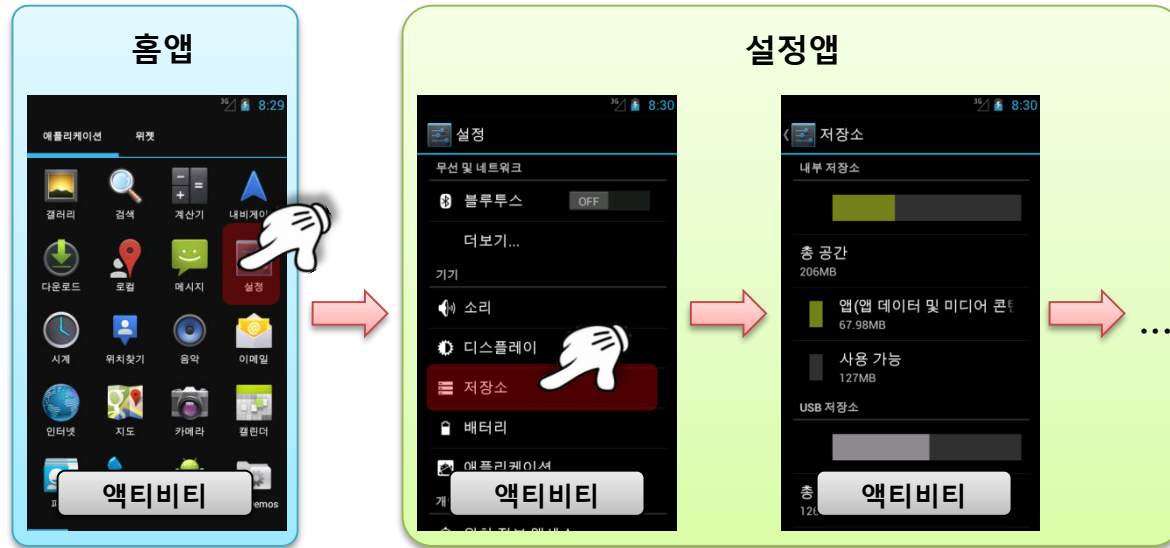 홈앱
36 8:29
애플리케이션 위젯
갤러리 검색 계산기 내비게이
다운로드 로컬 메시지 설정
시계 위치찾기 음악 이메일
인터넷 지도 카메라 캘린더
emos
액티비티
설정앱
36 8:30
설정
무선 및 네트워크
블루투스 OFF
더보기...
기기
소리
디스플레이
저장소
배터리
애플리케이션
액티비티
36 8:30
저장소
내부 저장소
총 공간
206MB
앱(앱 데이터 및 미디어 콘텐
67.98MB
사용 가능
127MB
USB 저장소
총
액티비티
...